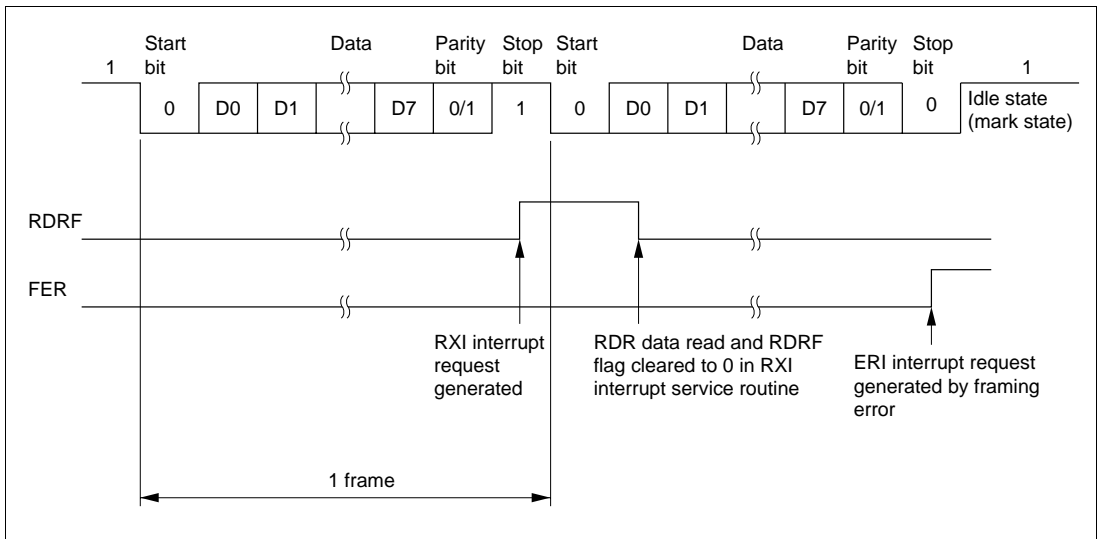 Start bit
Data
Parity bit
Stop bit
Start bit
Data
Parity bit
Stop bit
1
1
0
D0
D1
D7
0/1
1
0
D0
D1
D7
0/1
0
Idle state
(mark state)
RDRF
FER
RXI interrupt
request
generated
RDR data read and RDRF
flag cleared to 0 in RXI
interrupt service routine
ERI interrupt request
generated by framing
error
1 frame